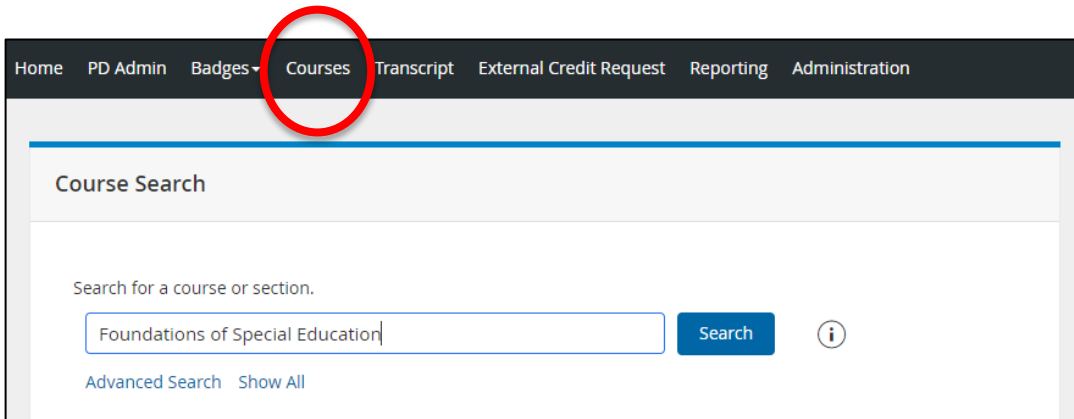 Home PD Admin Badges Courses Transcript External Credit Request Reporting Administration
Course Search
Search for a course or section.
Foundations of Special Education Search i
Advanced Search Show All